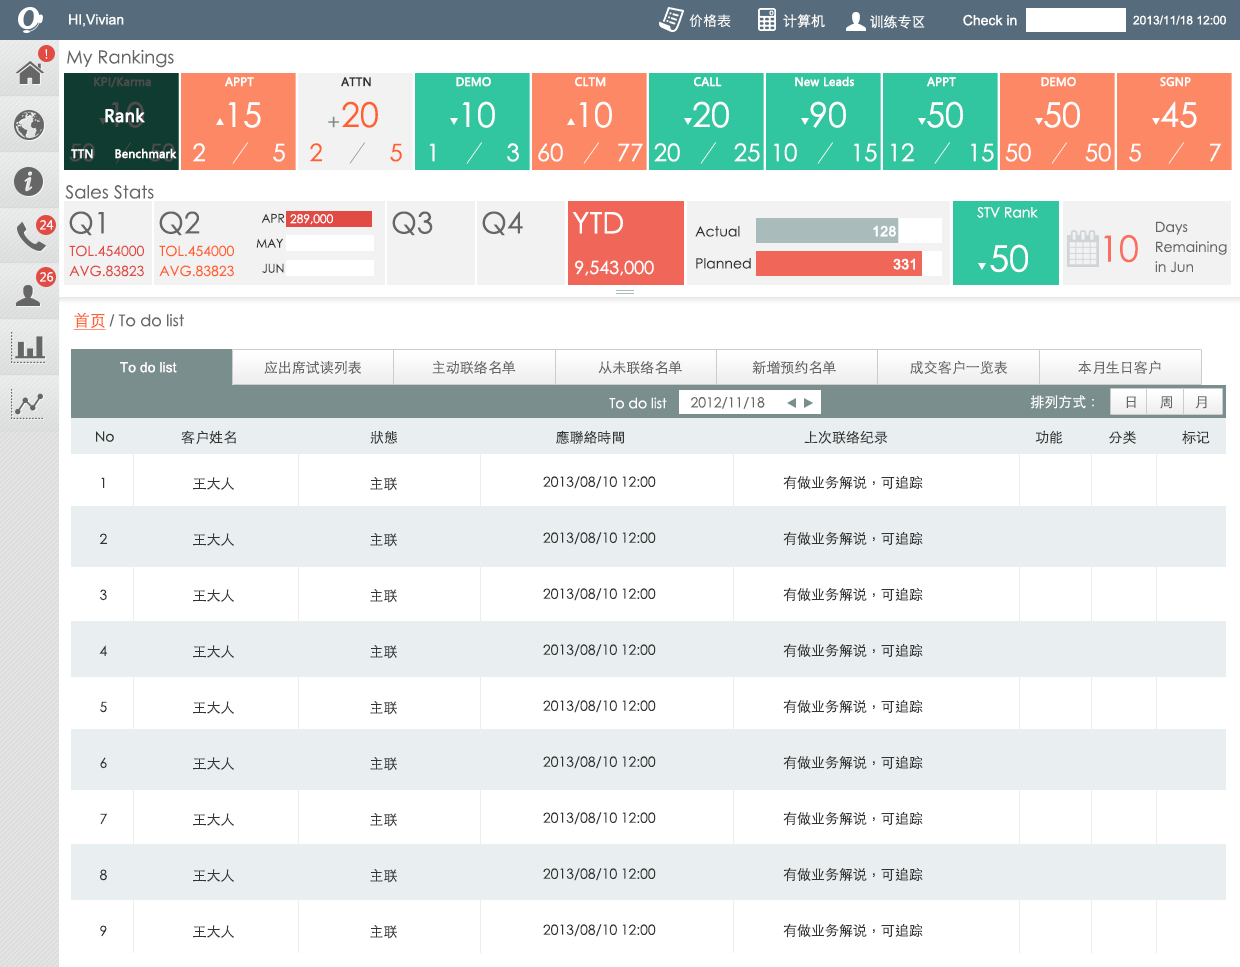 HI,Vivian
价格表
计算机
训练专区
Check in
2013/11/18 12:00
!
24
26
My Rankings
KPI/Karma
10
50 / 50
Rank
TTN Benchmark
APPT
▲15
2 / 5
ATTN
+20
2 / 5
DEMO
▼10
1 / 3
CLTM
▲10
60 / 77
CALL
▼20
20 / 25
New Leads
▼90
10 / 15
APPT
▼50
12 / 15
DEMO
▼50
50 / 50
SGNP
▼45
5 / 7
Sales Stats
Q1
TOL.454000
AVG.83823
Q2
TOL.454000
AVG.83823
APR 289,000
MAY
JUN
Q3
Q4
YTD
9,543,000
Actual 128
Planned 331
STV Rank
▼50
10
Days
Remaining
in Jun
首页 / To do list
To do list 应出席试读列表 主动联络名单 从未联络名单 新增预约名单 成交客户一览表 本月生日客户
To do list 2012/11/18 ◀ ▶ 排列方式： 日 周 月
No 客户姓名 狀態 應聯絡時間 上次联络纪录 功能 分类 标记
1 王大人 主联 2013/08/10 12:00 有做业务解说，可追踪
2 王大人 主联 2013/08/10 12:00 有做业务解说，可追踪
3 王大人 主联 2013/08/10 12:00 有做业务解说，可追踪
4 王大人 主联 2013/08/10 12:00 有做业务解说，可追踪
5 王大人 主联 2013/08/10 12:00 有做业务解说，可追踪
6 王大人 主联 2013/08/10 12:00 有做业务解说，可追踪
7 王大人 主联 2013/08/10 12:00 有做业务解说，可追踪
8 王大人 主联 2013/08/10 12:00 有做业务解说，可追踪
9 王大人 主联 2013/08/10 12:00 有做业务解说，可追踪